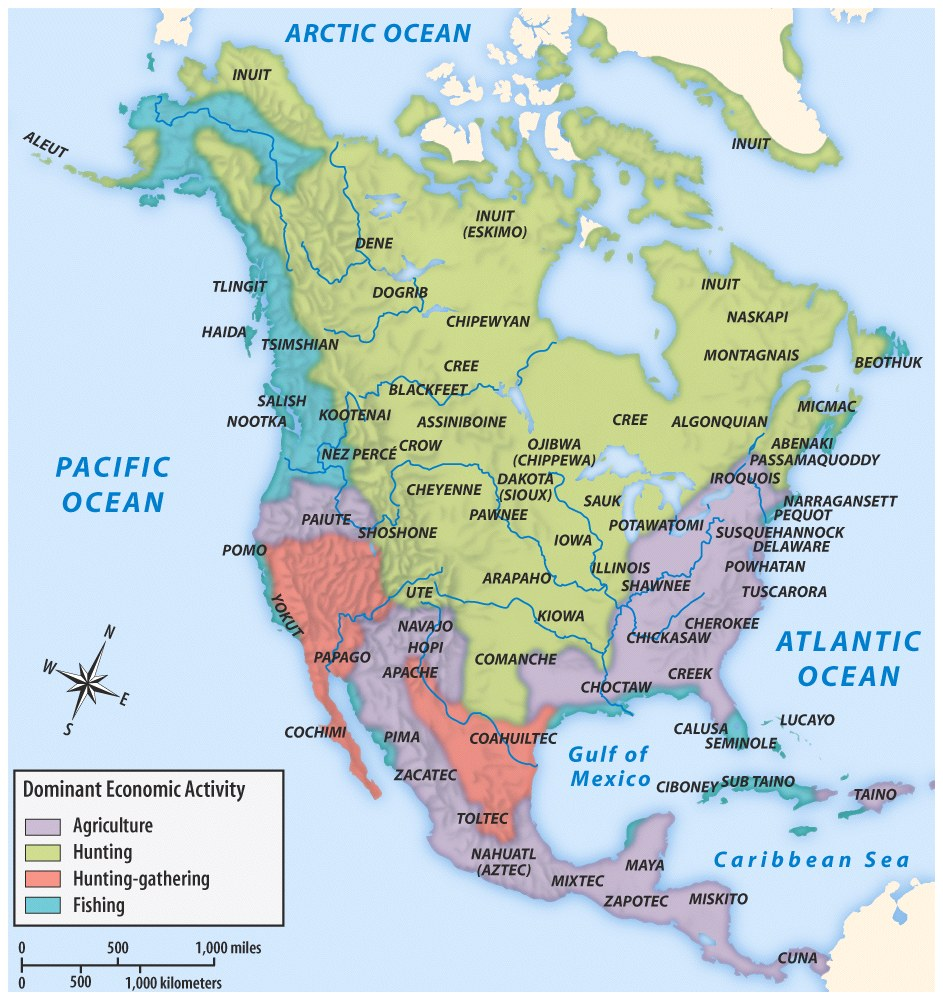 ARCTIC OCEAN
INUIT
ALEUT
INUIT
INUIT
(ESKIMO)
DENE
TLINGIT
DOGRIB
INUIT
NASKAPI
HAIDA
TSIMSHIAN
CHIPEWYAN
MONTAGNAIS
BEOTHUK
CREE
BLACKFEET
SALISH
NOOTKA
KOOTENAI
ASSINIBOINE
CREE
ALGONQUIAN
MICMAC
NEZ PERCÉ
CROW
OJIBWA
(CHIPPEWA)
ABENAKI
PASSAMAQUODDY
PACIFIC
OCEAN
CHEYENNE
DAKOTA
(SIOUX)
IROQUOIS
SAUK
NARRAGANSETT
PEQUOT
PAIUTE
SHOSHONE
PAWNEE
POTAWATOMI
SUSQUEHANNOCK
DELAWARE
POMO
IOWA
ILLINOIS
POWHATAN
ARAPAHO
SHAWNEE
TUSCARORA
YOKUT
UTE
KIOWA
CHEROKEE
NAVAJO
HOPI
CHICKASAW
ATLANTIC
OCEAN
N
W
E
S
PAPAGO
APACHE
COMANCHE
CREEK
CHOCTAW
COCHIMI
PIMA
COAHUILTEC
CALUSA
SEMINOLE
LUCAYO
Gulf of
Mexico
ZACATEC
CIBONEY
SUB TAINO
TAINO
TOLTEC
NAHUATL
(AZTEC)
MAYA
Caribbean Sea
MIXTEC
ZAPOTEC
MISKITO
CUNA
Dominant Economic Activity
Agriculture
Hunting
Hunting-gathering
Fishing
0 500 1,000 miles
0 500 1,000 kilometers